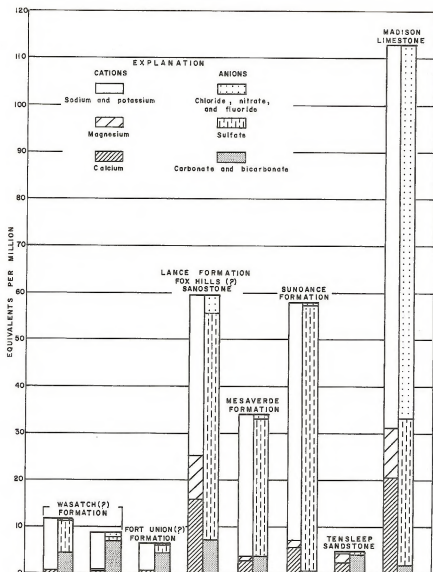 120
110
100
90
80
70
60
50
40
30
20
10
0
EQUIVALENTS PER MILLION
EXPLANATION
CATIONS
Sodium and potassium
Magnesium
Calcium
ANIONS
Chloride, nitrate,
and fluoride
Sulfate
Carbonate and bicarbonate
WASATCH(?)
FORMATION
FORT UNION(?)
FORMATION
LANCE FORMATION
FOX HILLS (?)
SANDSTONE
MESAVERDE
FORMATION
SUNDANCE
FORMATION
TENSLEEP
SANDSTONE
MADISON
LIMESTONE